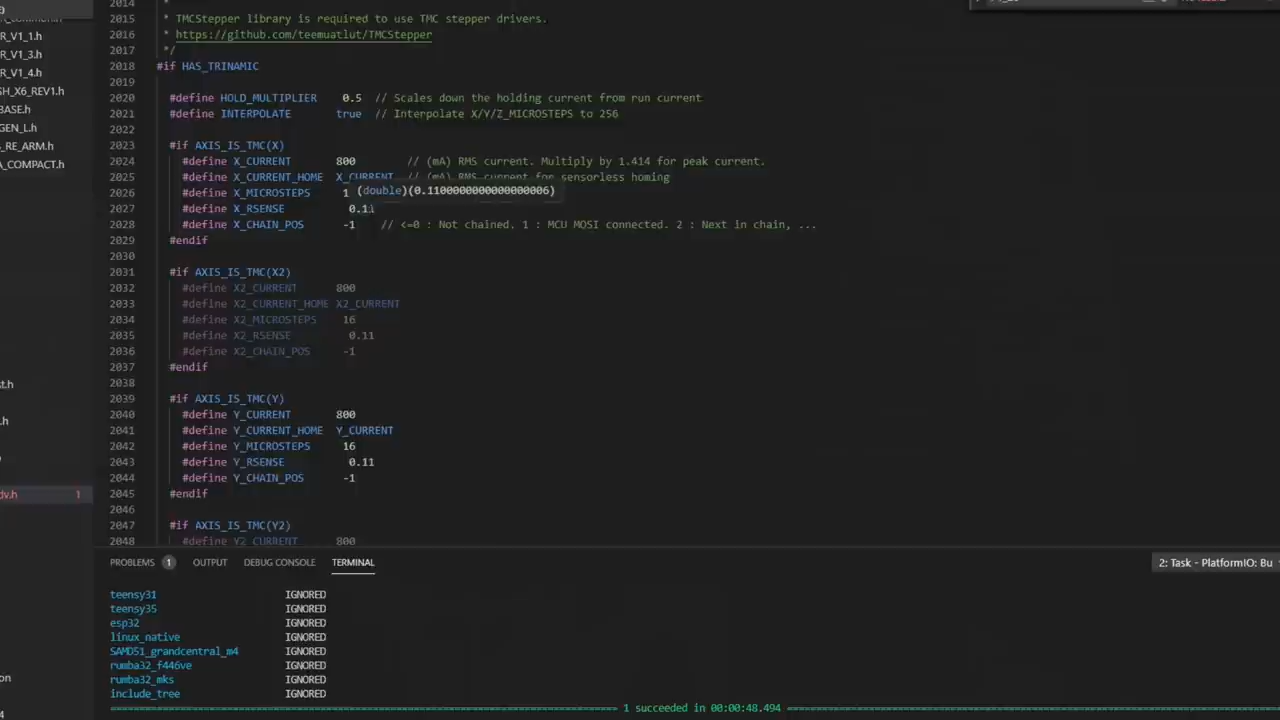 R_V1_1.h
R_V1_3.h
R_V1_4.h
SH_X6_REV1.h
BASE.h
GEN_L.h
S_RE_ARM.h
A_COMPACT.h
st.h
.h
dv.h 1
on
2014 *
2015 * TMCStepper library is required to use TMC stepper drivers.
2016 * https://github.com/teemuatlut/TMCStepper
2017 */
2018 #if HAS_TRINAMIC
2019
2020 #define HOLD_MULTIPLIER 0.5 // Scales down the holding current from run current
2021 #define INTERPOLATE true // Interpolate X/Y/Z_MICROSTEPS to 256
2022
2023 #if AXIS_IS_TMC(X)
2024 #define X_CURRENT 800 // (mA) RMS current. Multiply by 1.414 for peak current.
2025 #define X_CURRENT_HOME X_CURRENT // (mA) RMS current for sensorless homing
(double)(0.1100000000000000006)
2026 #define X_MICROSTEPS 1
2027 #define X_RSENSE 0.11
2028 #define X_CHAIN_POS -1 // <=0 : Not chained. 1 : MCU MOSI connected. 2 : Next in chain, ...
2029 #endif
2030
2031 #if AXIS_IS_TMC(X2)
2032 #define X2_CURRENT 800
2033 #define X2_CURRENT_HOME X2_CURRENT
2034 #define X2_MICROSTEPS 16
2035 #define X2_RSENSE 0.11
2036 #define X2_CHAIN_POS -1
2037 #endif
2038
2039 #if AXIS_IS_TMC(Y)
2040 #define Y_CURRENT 800
2041 #define Y_CURRENT_HOME Y_CURRENT
2042 #define Y_MICROSTEPS 16
2043 #define Y_RSENSE 0.11
2044 #define Y_CHAIN_POS -1
2045 #endif
2046
2047 #if AXIS_IS_TMC(Y2)
2048 #define Y2_CURRENT 800
PROBLEMS 1 OUTPUT DEBUG CONSOLE TERMINAL 2: Task - PlatformIO: Bu
teensy31 IGNORED
teensy35 IGNORED
esp32 IGNORED
linux_native IGNORED
SAMD51_grandcentral_m4 IGNORED
rumba32_f446ve IGNORED
rumba32_mks IGNORED
include_tree IGNORED
1 succeeded in 00:00:48.494